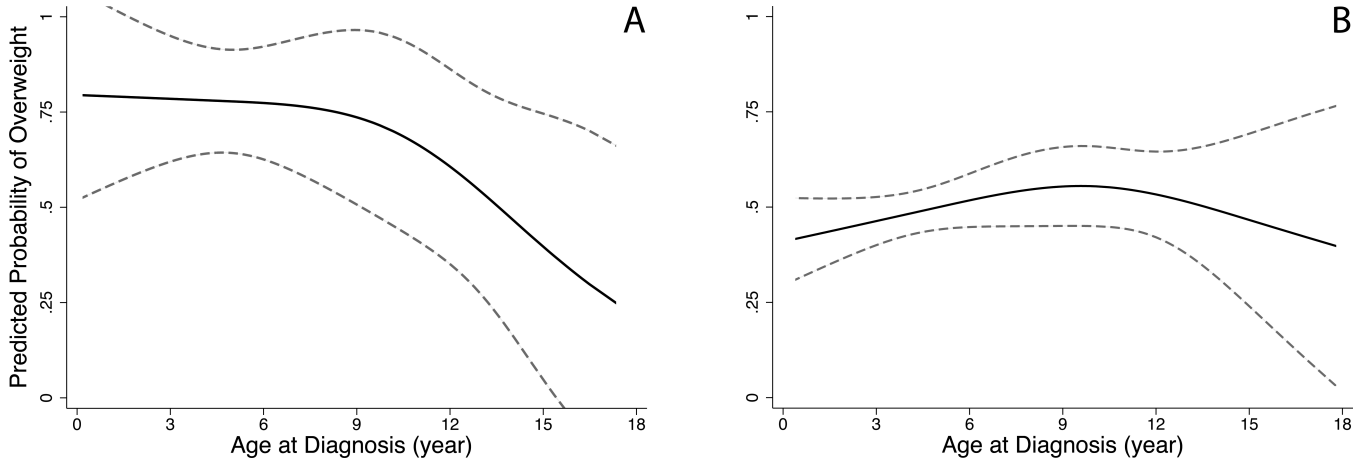 A
Predicted Probability of Overweight
1
.75
.5
.25
0
0 3 6 9 12 15 18
Age at Diagnosis (year)
B
1
.75
.5
.25
0
0 3 6 9 12 15 18
Age at Diagnosis (year)